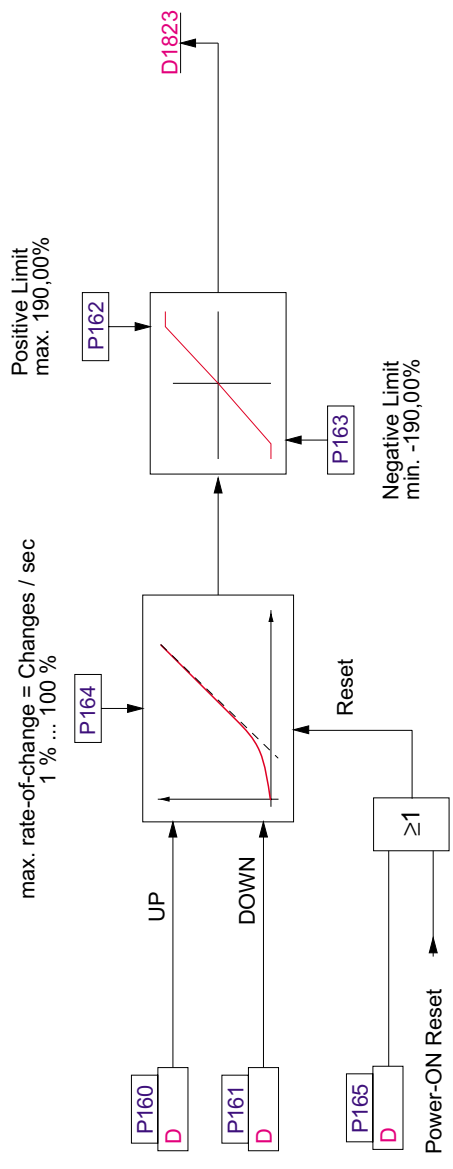 max. rate-of-change = Changes / sec
1 % ... 100 %
P164
Positive Limit
max. 190,00%
P162
D1823
P160
D
UP
P161
D
DOWN
P163
Negative Limit
min. -190,00%
Reset
P165
D
≥1
Power-ON Reset